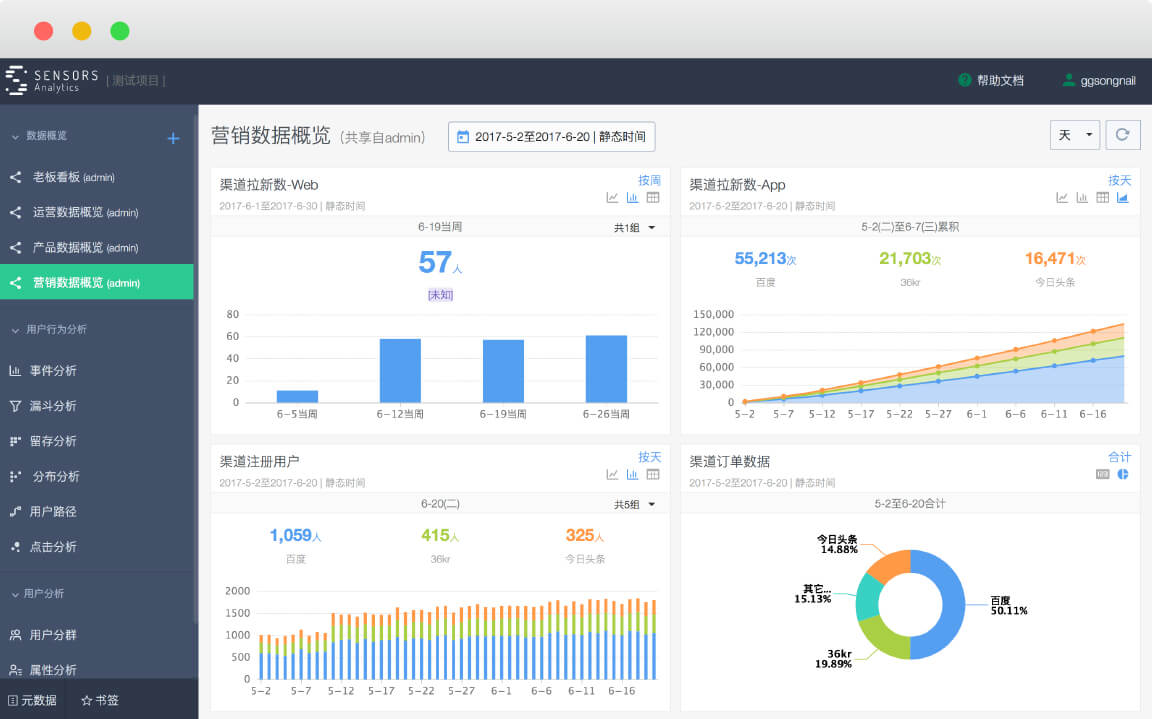 SENSORS
Analytics
| 测试项目 |
帮助文档
ggsongnail
数据概览
+
老板看板 (admin)
运营数据概览 (admin)
产品数据概览 (admin)
营销数据概览 (admin)
用户行为分析
事件分析
漏斗分析
留存分析
分布分析
用户路径
点击分析
用户分析
用户分群
属性分析
元数据
书签
营销数据概览 (共享自admin)
2017-5-2至2017-6-20 | 静态时间
天
渠道拉新数-Web
按周
2017-6-1至2017-6-30 | 静态时间
6-19当周
共1组
57人
[未知]
80
60
40
20
0
6-5当周 6-12当周 6-19当周 6-26当周
渠道拉新数-App
按天
2017-5-2至2017-6-20 | 静态时间
5-2(二)至6-7(三)累积
55,213次 21,703次 16,471次
百度 36kr 今日头条
150,000
120,000
90,000
60,000
30,000
0
5-2 5-7 5-12 5-17 5-22 5-27 6-1 6-6 6-11 6-16
渠道注册用户
按天
2017-5-2至2017-6-20 | 静态时间
6-20(二)
共5组
1,059人 415人 325人
百度 36kr 今日头条
2000
1500
1000
500
0
5-2 5-7 5-12 5-17 5-22 5-27 6-1 6-6 6-11 6-16
渠道订单数据
合计
2017-5-2至2017-6-20 | 静态时间
5-2至6-20合计
今日头条
14.88%
其它...
15.13%
百度
50.11%
36kr
19.89%